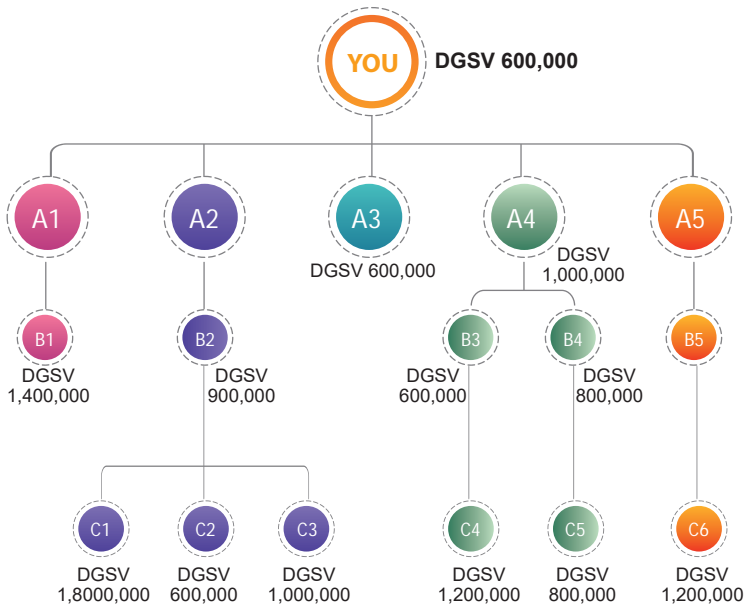 YOU
DGSV 600,000
A1
A2
A3
A4
A5
DGSV 600,000
DGSV
1,000,000
B1
B2
B3
B4
B5
DGSV
1,400,000
DGSV
900,000
DGSV
600,000
DGSV
800,000
C1
C2
C3
C4
C5
C6
DGSV
1,8000,000
DGSV
600,000
DGSV
1,000,000
DGSV
1,200,000
DGSV
800,000
DGSV
1,200,000